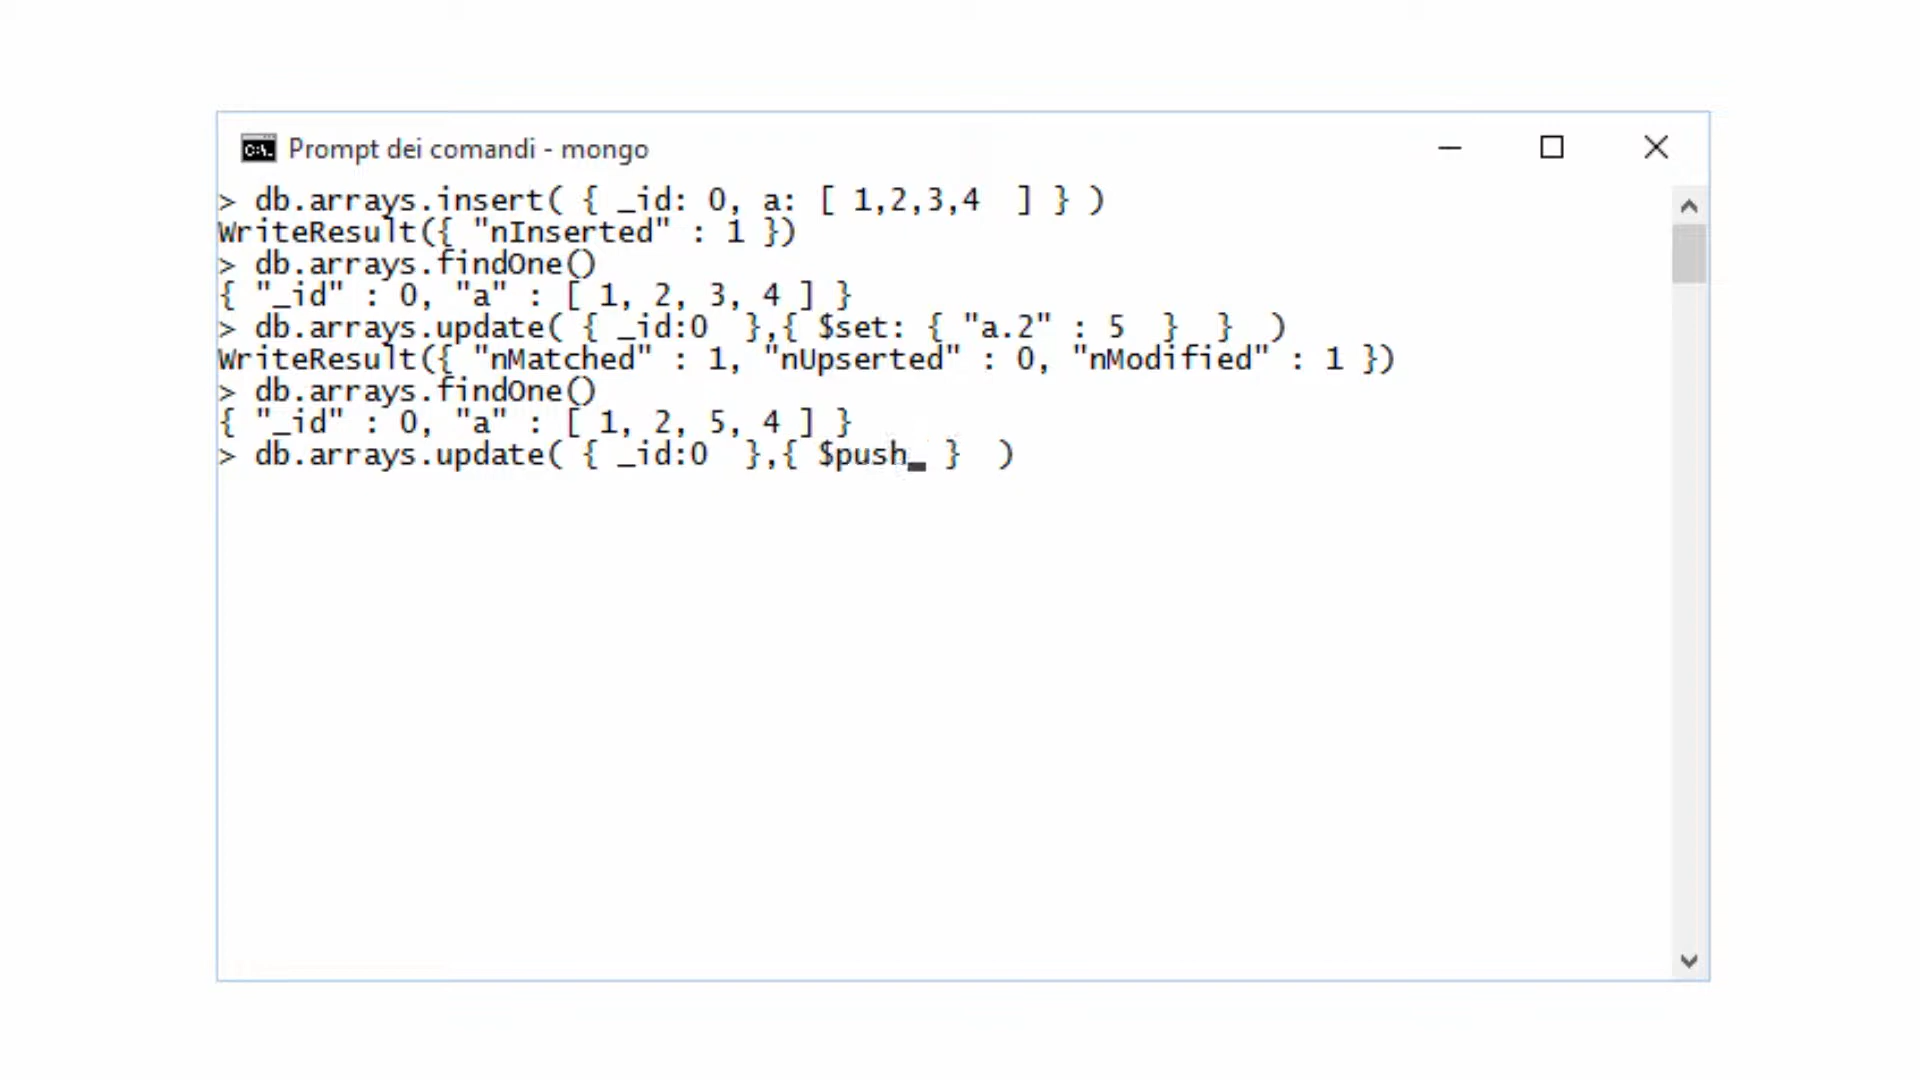 Prompt dei comandi - mongo
> db.arrays.insert( { _id: 0, a: [ 1,2,3,4  ] } )
WriteResult({ "nInserted" : 1 })
> db.arrays.findOne()
{ "_id" : 0, "a" : [ 1, 2, 3, 4 ] }
> db.arrays.update( { _id:0  },{ $set: { "a.2" : 5  }  }  )
WriteResult({ "nMatched" : 1, "nUpserted" : 0, "nModified" : 1 })
> db.arrays.findOne()
{ "_id" : 0, "a" : [ 1, 2, 5, 4 ] }
> db.arrays.update( { _id:0  },{ $push_ }  )